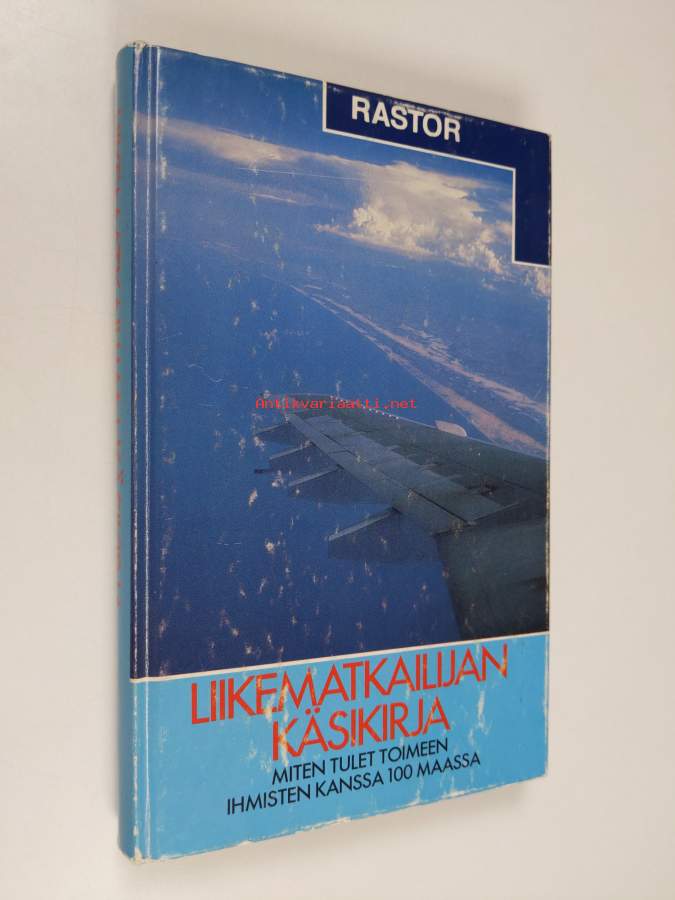 RASTOR
Antikvariaatti.net
LIIKEMATKAILIJAN
KÄSIKIRJA
MITEN TULET TOIMEEN
IHMISTEN KANSSA 100 MAASSA